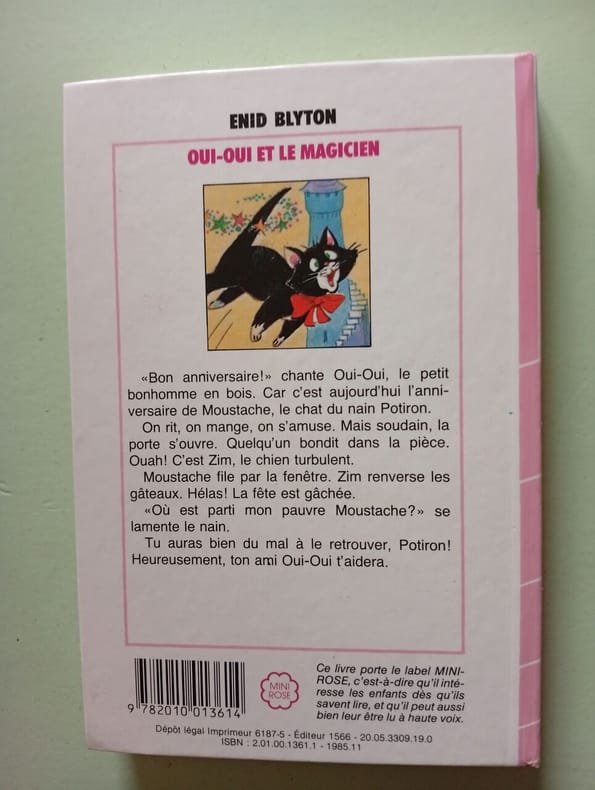 ENID BLYTON
OUI-OUI ET LE MAGICIEN
«Bon anniversaire!» chante Oui-Oui, le petit
bonhomme en bois. Car c'est aujourd'hui l'anni-
versaire de Moustache, le chat du nain Potiron.
On rit, on mange, on s'amuse. Mais soudain, la
porte s'ouvre. Quelqu'un bondit dans la pièce.
Ouah! C'est Zim, le chien turbulent.
Moustache file par la fenêtre. Zim renverse les
gâteaux. Hélas! La fête est gâchée.
«Où est parti mon pauvre Moustache?» se
lamente le nain.
Tu auras bien du mal à le retrouver, Potiron!
Heureusement, ton ami Oui-Oui t'aidera.
9 782010 013614
MINI
ROSE
Ce livre porte le label MINI-
ROSE, c'est-à-dire qu'il inté-
resse les enfants dès qu'ils
savent lire, et qu'il peut aussi
bien leur être lu à haute voix.
Dépôt légal Imprimeur 6187-5 - Éditeur 1566 - 20.05.3309.19.0
ISBN : 2.01.00.1361.1 - 1985.11